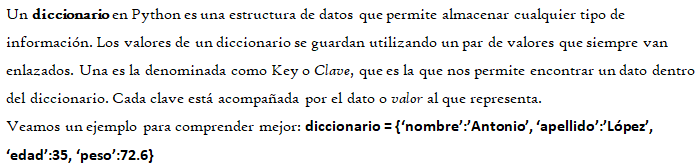 Un diccionario en Python es una estructura de datos que permite almacenar cualquier tipo de
información. Los valores de un diccionario se guardan utilizando un par de valores que siempre van
enlazados. Una es la denominada como Key o Clave, que es la que nos permite encontrar un dato dentro
del diccionario. Cada clave está acompañada por el dato o valor al que representa.
Veamos un ejemplo para comprender mejor: diccionario = {‘nombre’:’Antonio’, ‘apellido’:’López’,
‘edad’:35, ‘peso’:72.6}